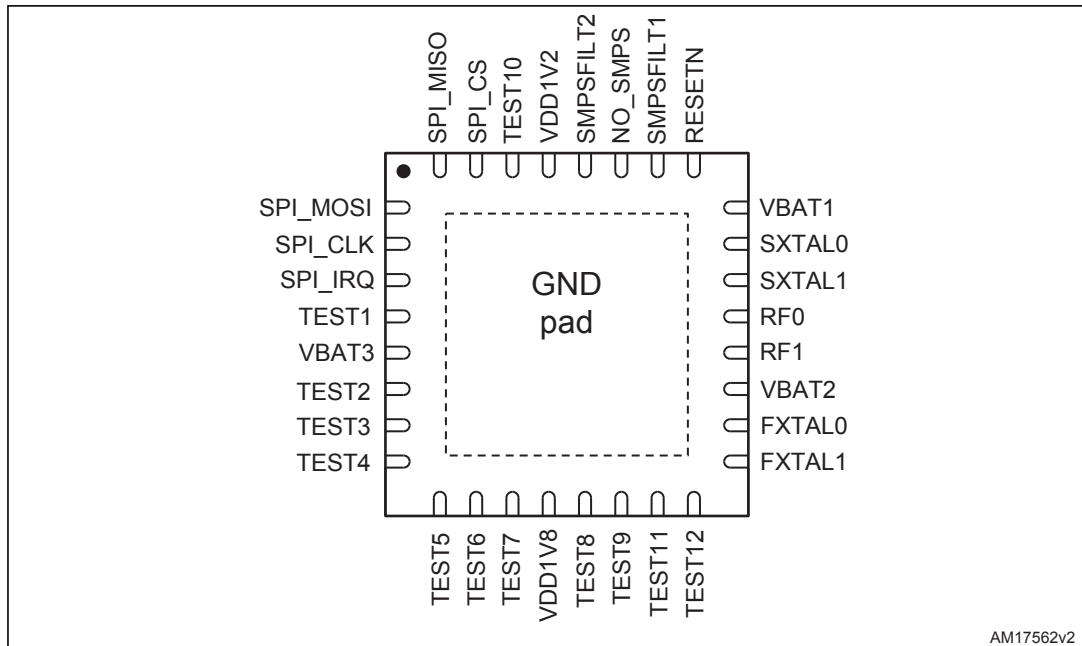 SPI_MISO
SPI_CS
TEST10
VDD1V2
SMPSFILT2
NO_SMPS
SMPSFILT1
RESETN
SPI_MOSI
SPI_CLK
SPI_IRQ
TEST1
VBAT3
TEST2
TEST3
TEST4
GND
pad
VBAT1
SXTAL0
SXTAL1
RF0
RF1
VBAT2
FXTAL0
FXTAL1
TEST5
TEST6
TEST7
VDD1V8
TEST8
TEST9
TEST11
TEST12
AM17562v2